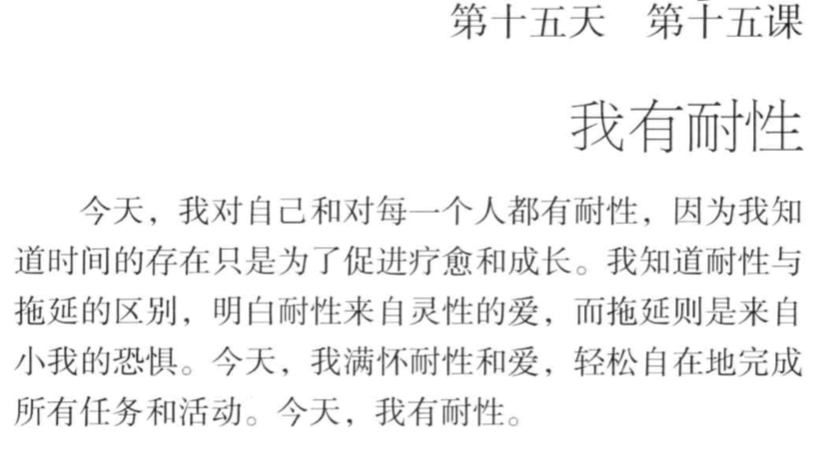 第十五天　第十五课
我有耐性
今天，我对自己和对每一个人都有耐性，因为我知
道时间的存在只是为了促进疗愈和成长。我知道耐性与
拖延的区别，明白耐性来自灵性的爱，而拖延则是来自
小我的恐惧。今天，我满怀耐性和爱，轻松自在地完成
所有任务和活动。今天，我有耐性。